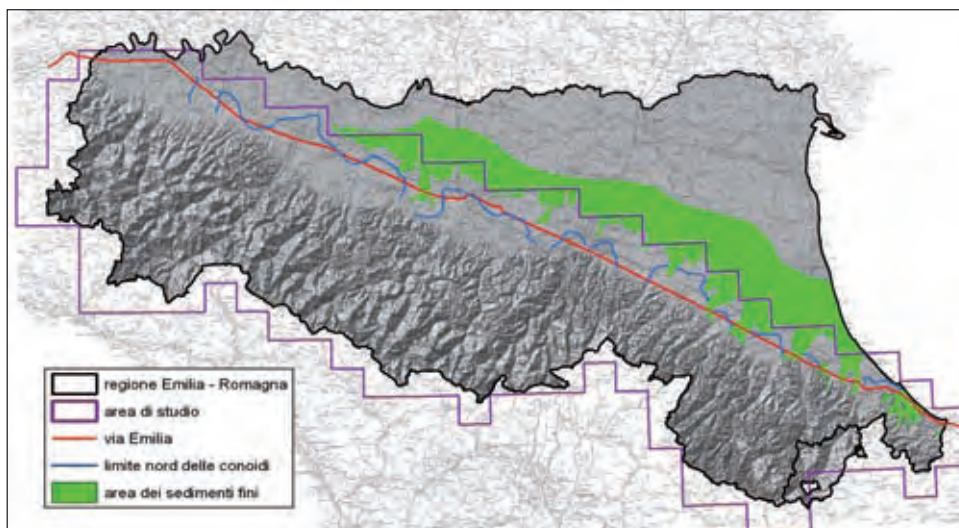 regione Emilia - Romagna
area di studio
via Emilia
limite nord delle conoidi
area dei sedimenti fini